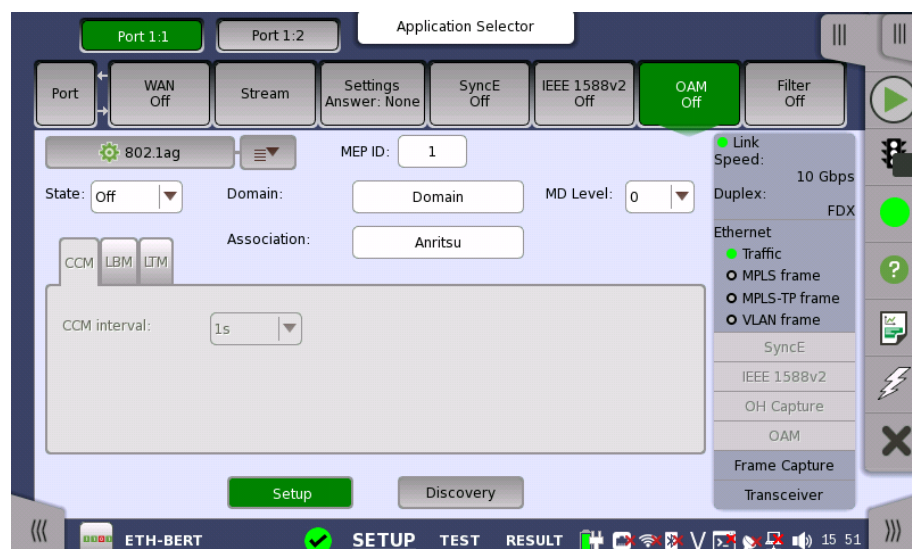 Application Selector
Port 1:1
Port 1:2
Port
WAN
Off
Stream
Settings
Answer: None
SyncE
Off
IEEE 1588v2
Off
OAM
Off
Filter
Off
802.1ag
MEP ID:
1
State:
Off
Domain:
Domain
MD Level:
0
Association:
Anritsu
CCM
LBM
LTM
CCM interval:
1s
Setup
Discovery
Link
Speed:
10 Gbps
Duplex:
FDX
Ethernet
Traffic
MPLS frame
MPLS-TP frame
VLAN frame
SyncE
IEEE 1588v2
OH Capture
OAM
Frame Capture
Transceiver
ETH-BERT
SETUP
TEST
RESULT
15 51